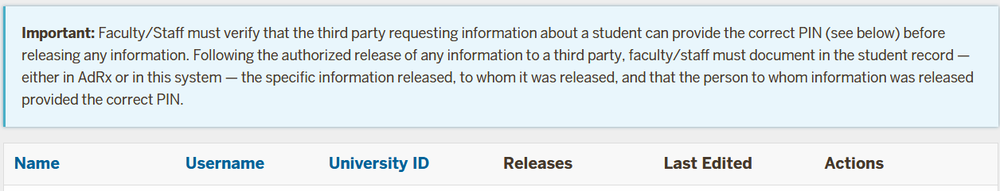 Important: Faculty/Staff must verify that the third party requesting information about a student can provide the correct PIN (see below) before
releasing any information. Following the authorized release of any information to a third party, faculty/staff must document in the student record —
either in AdRx or in this system — the specific information released, to whom it was released, and that the person to whom information was released
provided the correct PIN.
Name Username University ID Releases Last Edited Actions